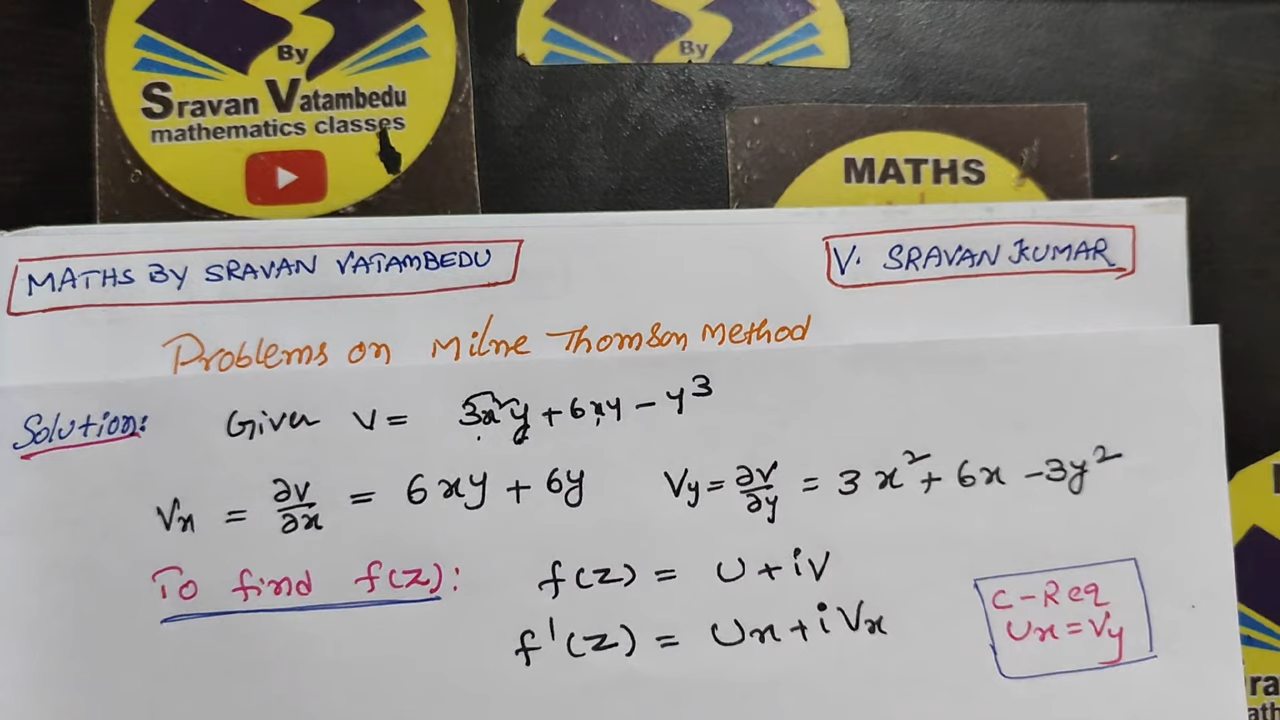 By
Sravan Vatambedu
mathematics classes
By
MATHS
MATHS BY SRAVAN VATAMBEDU
V. SRAVAN KUMAR
Problems on Milne Thomson Method
Solution: Given V = 3x²y + 6xy - y³
Vx = ∂v/∂x = 6xy + 6y Vy = ∂v/∂y = 3x² + 6x - 3y²
To find f(z): f(z) = U + iV
f'(z) = Ux + iVx
C-Req
Ux = Vy